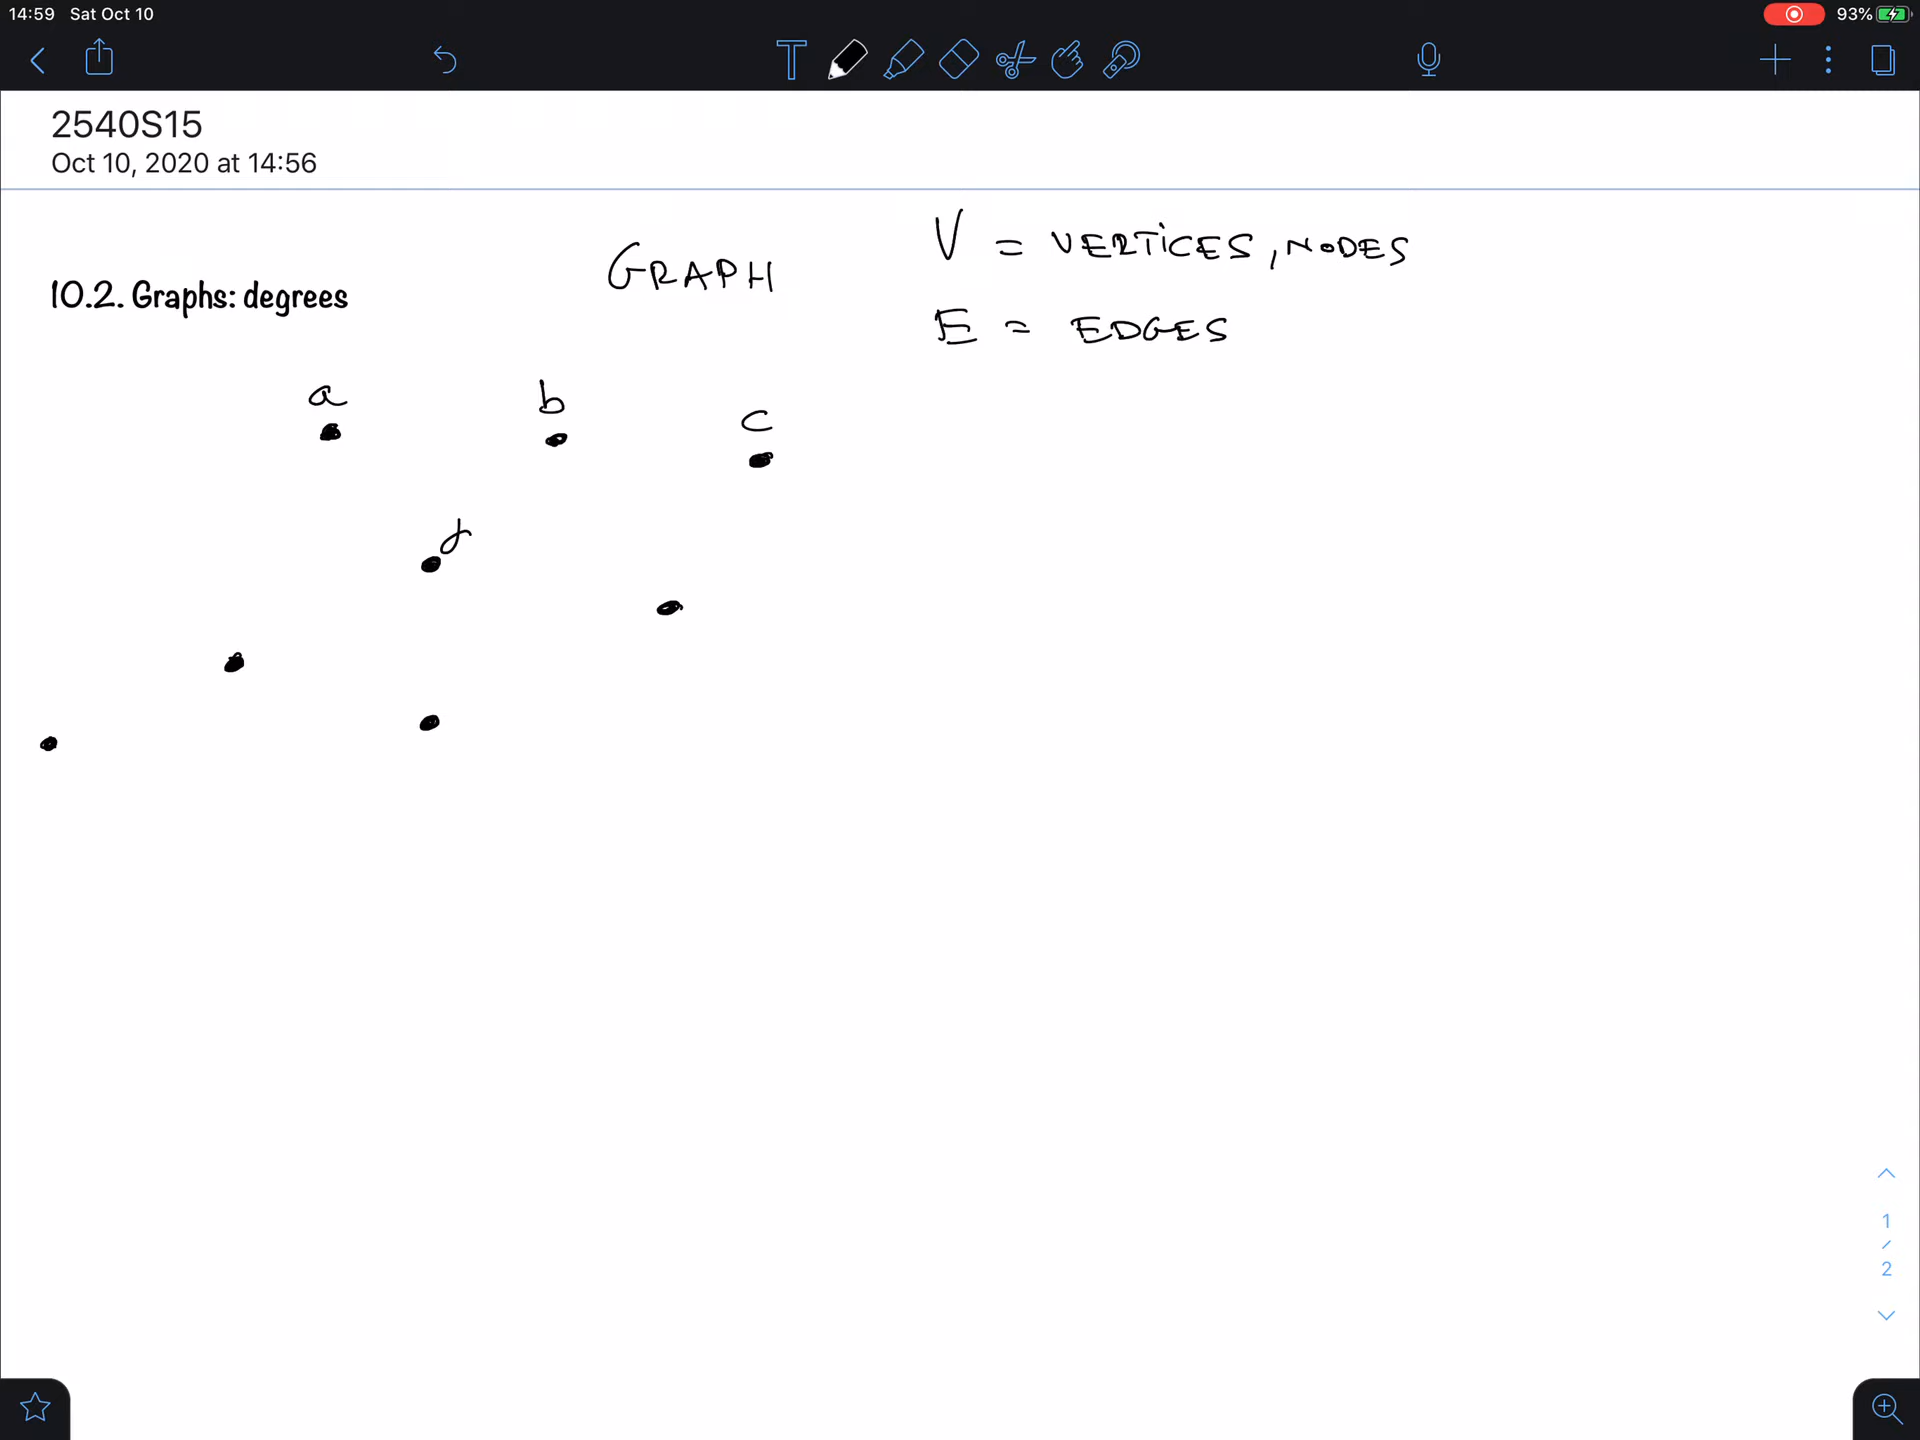 14:59 Sat Oct 10 93%
2540S15
Oct 10, 2020 at 14:56
V = VERTICES, NODES
GRAPH
10.2. Graphs: degrees
E = EDGES
a b c
d
1
/
2